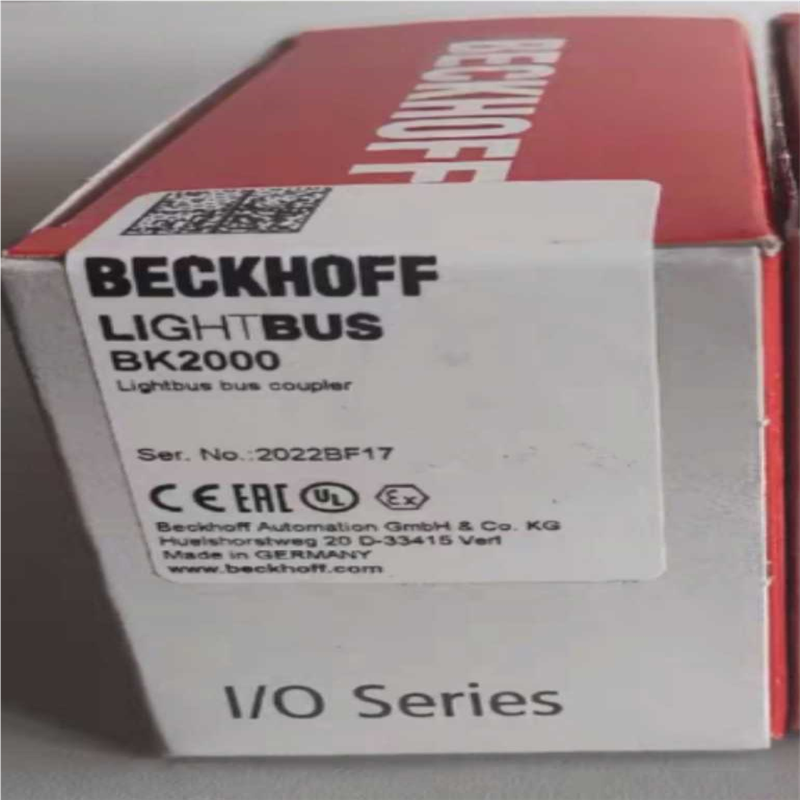 BECKHOFF
BECKHOFF
LIGHTBUS
BK2000
Lightbus bus coupler
Ser. No.:2022BF17
CE EAC UL Ex
Beckhoff Automation GmbH & Co. KG
Huelshorstweg 20 D-33415 Verl
Made in GERMANY
www.beckhoff.com
I/O Series